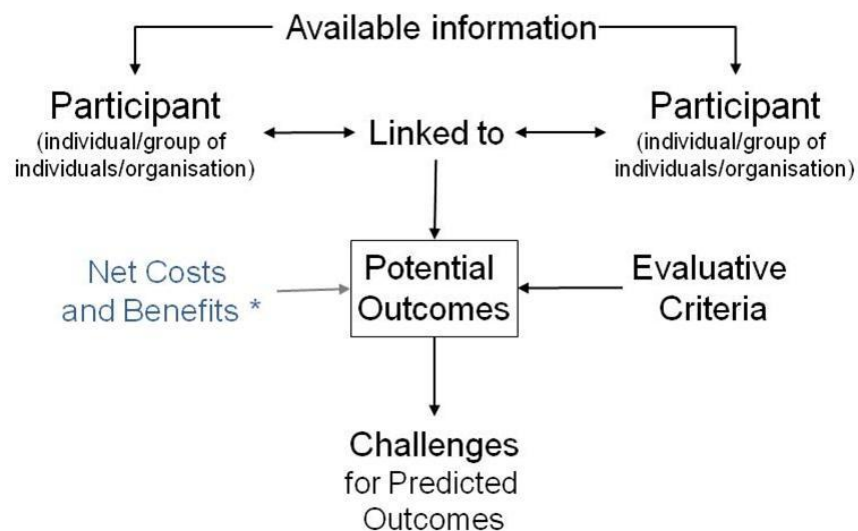 Available information
Participant
(individual/group of
individuals/organisation)
Linked to
Participant
(individual/group of
individuals/organisation)
Net Costs
and Benefits *
Potential
Outcomes
Evaluative
Criteria
Challenges
for Predicted
Outcomes